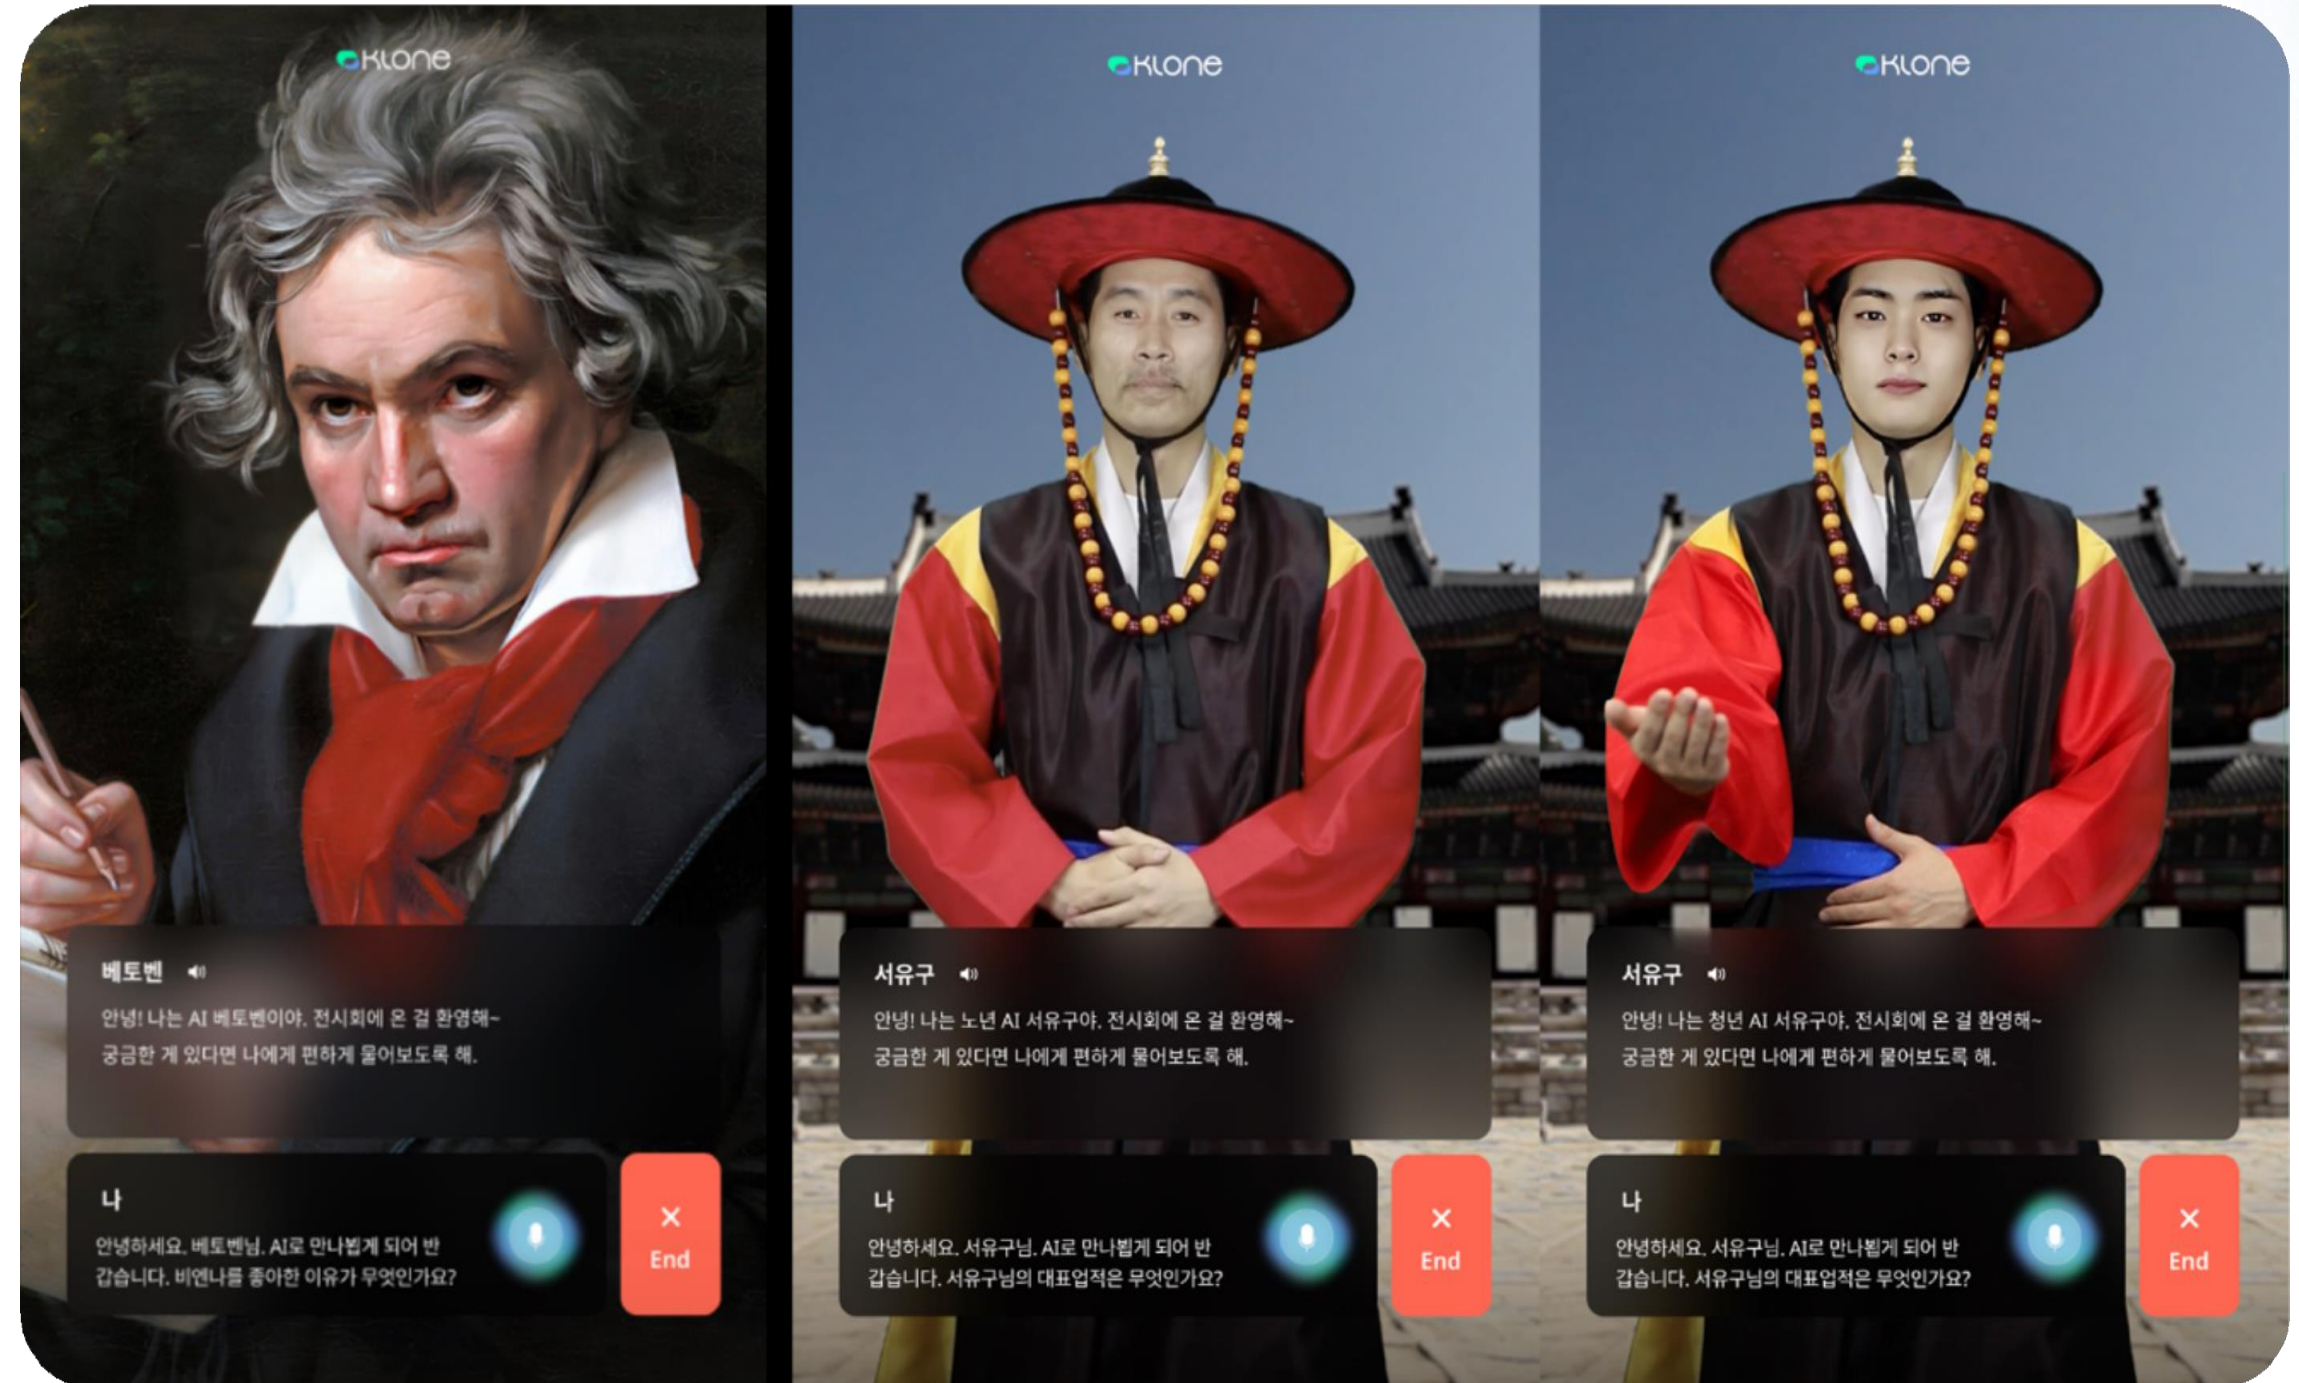 KLONE
베토벤
안녕! 나는 AI 베토벤이야. 전시회에 온 걸 환영해~
궁금한 게 있다면 나에게 편하게 물어보도록 해.
나
안녕하세요. 베토벤님. AI로 만나뵙게 되어 반
갑습니다. 비엔나를 좋아한 이유가 무엇인가요?
End
KLONE
서유구
안녕! 나는 노년 AI 서유구야. 전시회에 온 걸 환영해~
궁금한 게 있다면 나에게 편하게 물어보도록 해.
나
안녕하세요. 서유구님. AI로 만나뵙게 되어 반
갑습니다. 서유구님의 대표업적은 무엇인가요?
End
KLONE
서유구
안녕! 나는 청년 AI 서유구야. 전시회에 온 걸 환영해~
궁금한 게 있다면 나에게 편하게 물어보도록 해.
나
안녕하세요. 서유구님. AI로 만나뵙게 되어 반
갑습니다. 서유구님의 대표업적은 무엇인가요?
End